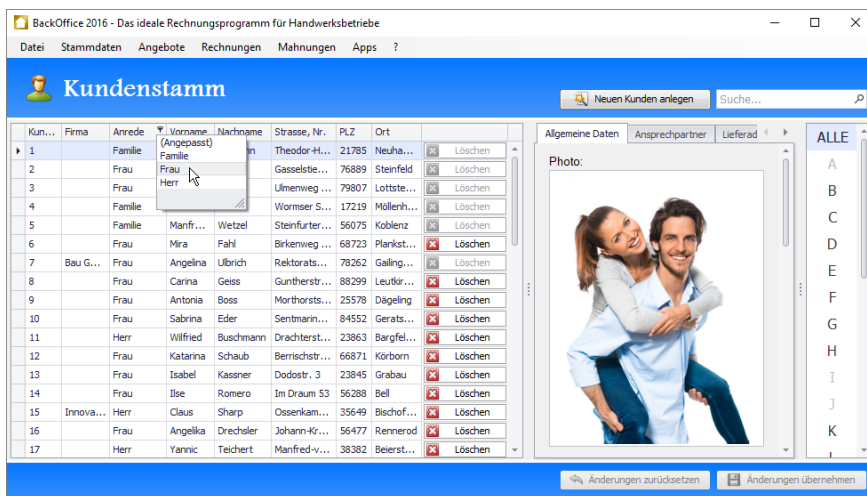 BackOffice 2016 - Das ideale Rechnungsprogramm für Handwerksbetriebe
Datei Stammdaten Angebote Rechnungen Mahnungen Apps ?
Kundenstamm
Neuen Kunden anlegen Suche...
Kun... Firma Anrede Vorname Nachname Strasse, Nr. PLZ Ort
(Angepasst)
Familie
Frau
Herr
1 Familie Theodor-H... 21785 Neuha... Löschen
2 Frau Gasselstie... 76889 Steinfeld Löschen
3 Frau Ulmenweg ... 79807 Lottste... Löschen
4 Familie Wormser S... 17219 Möllenh... Löschen
5 Familie Manfr... Wetzel Steinfurter... 56075 Koblenz Löschen
6 Frau Mira Fahl Birkenweg ... 68723 Plankst... Löschen
7 Bau G... Frau Angelina Ulbrich Rektorats... 78262 Gailing... Löschen
8 Frau Carina Geiss Guntherstr... 88299 Leutkir... Löschen
9 Frau Antonia Boss Morthorsts... 25578 Dägeling Löschen
10 Frau Sabrina Eder Sentmarin... 84552 Gerats... Löschen
11 Herr Wilfried Buschmann Drachterst... 23863 Bargfel... Löschen
12 Frau Katarina Schaub Berrischstr... 66871 Körborn Löschen
13 Frau Isabel Kassner Dodostr. 3 23845 Grabau Löschen
14 Frau Ilse Romero Im Draum 53 56288 Bell Löschen
15 Innova... Herr Claus Sharp Ossenkam... 35649 Bischof... Löschen
16 Frau Angelika Drechsler Johann-Kr... 56477 Rennerod Löschen
17 Herr Yannic Teichert Manfred-v... 38382 Beierst... Löschen
Allgemeine Daten Ansprechpartner Lieferad
Photo:
ALLE
A
B
C
D
E
F
G
H
I
J
K
Änderungen zurücksetzen Änderungen übernehmen